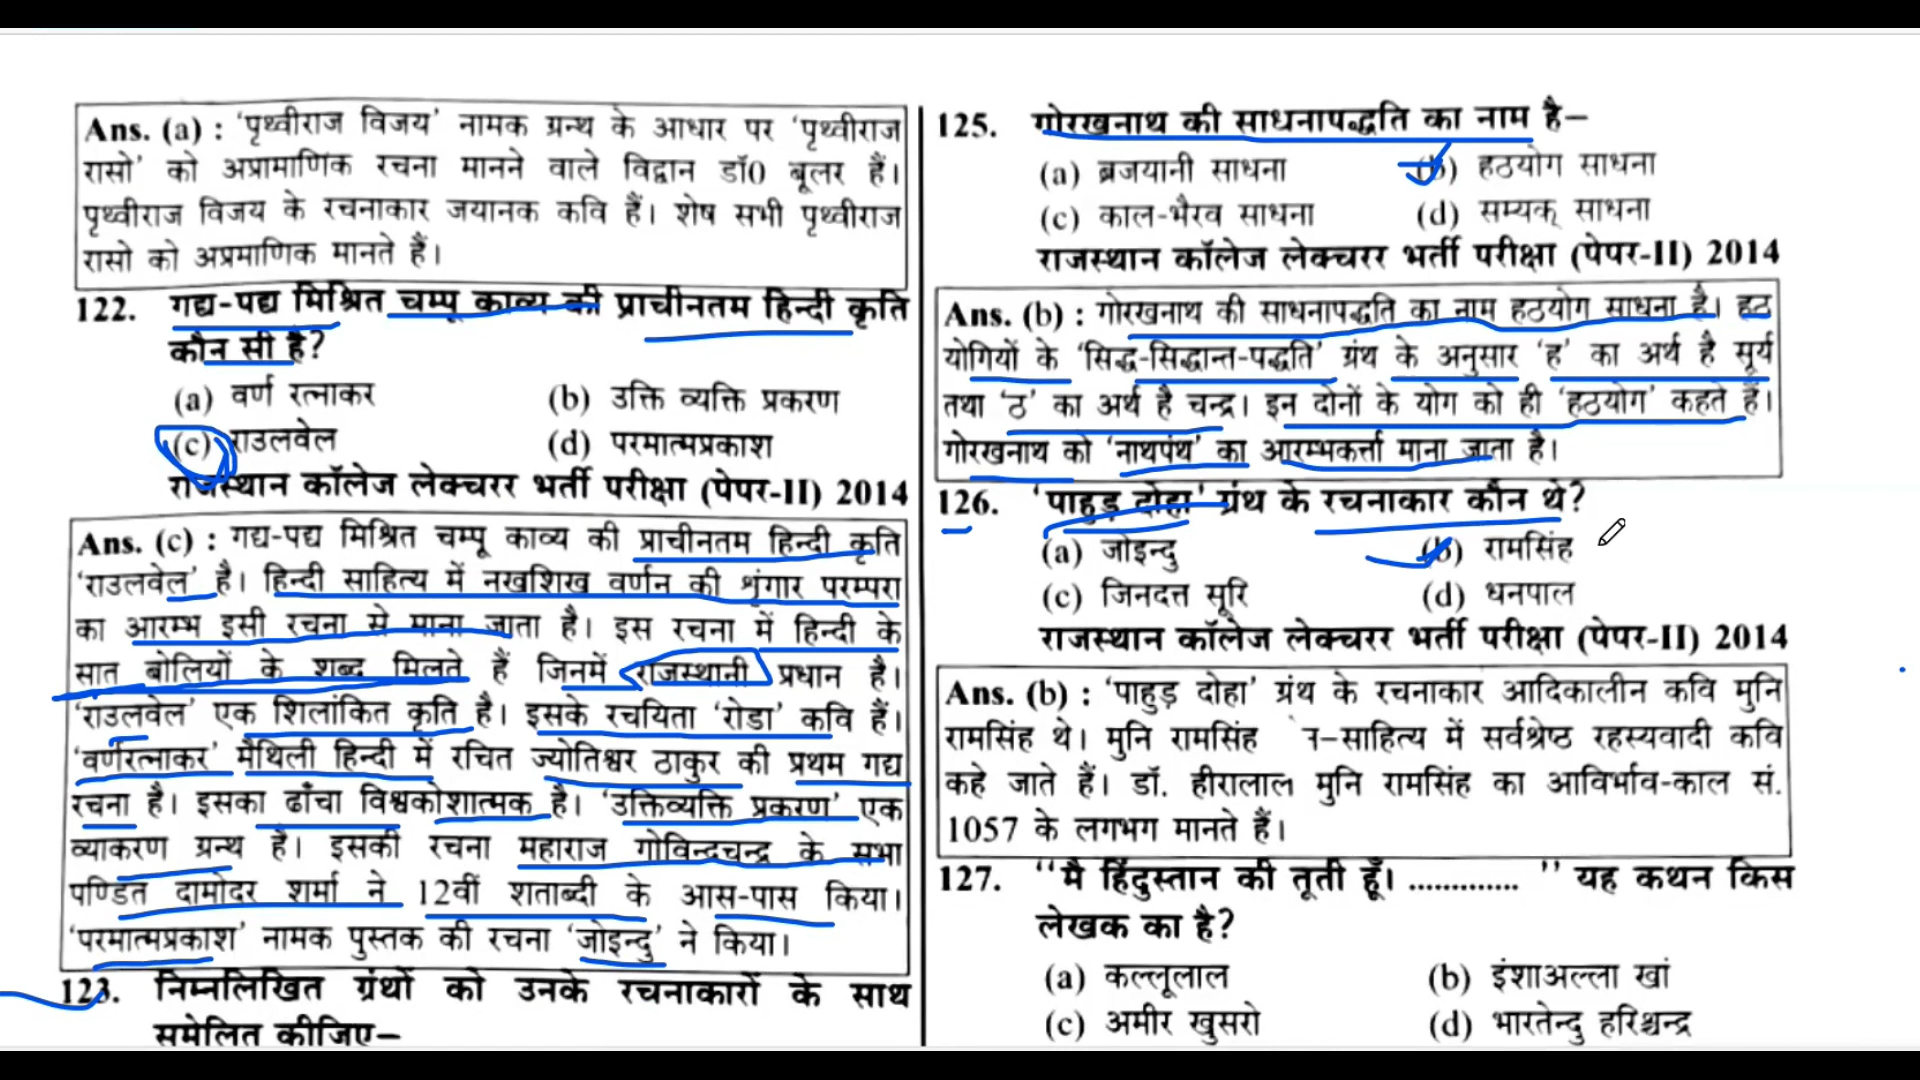 Ans. (a) : 'पृथ्वीराज विजय' नामक ग्रन्थ के आधार पर 'पृथ्वीराज
रासो' को अप्रामाणिक रचना मानने वाले विद्वान डॉ0 बूलर हैं।
पृथ्वीराज विजय के रचनाकार जयानक कवि हैं। शेष सभी पृथ्वीराज
रासो को अप्रमाणिक मानते हैं।
122. गद्य-पद्य मिश्रित चम्पू काव्य की प्राचीनतम हिन्दी कृति
कौन सी है?
(a) वर्ण रत्नाकर (b) उक्ति व्यक्ति प्रकरण
(c) राउलवेल (d) परमात्मप्रकाश
राजस्थान कॉलेज लेक्चरर भर्ती परीक्षा (पेपर-II) 2014
Ans. (c) : गद्य-पद्य मिश्रित चम्पू काव्य की प्राचीनतम हिन्दी कृति
'राउलवेल' है। हिन्दी साहित्य में नखशिख वर्णन की शृंगार परम्परा
का आरम्भ इसी रचना से माना जाता है। इस रचना में हिन्दी के
सात बोलियों के शब्द मिलते हैं जिनमें राजस्थानी प्रधान है।
'राउलवेल' एक शिलांकित कृति है। इसके रचयिता 'रोडा' कवि हैं।
'वर्णरत्नाकर' मैथिली हिन्दी में रचित ज्योतिश्वर ठाकुर की प्रथम गद्य
रचना है। इसका ढाँचा विश्वकोशात्मक है। 'उक्तिव्यक्ति प्रकरण' एक
व्याकरण ग्रन्थ है। इसकी रचना महाराज गोविन्दचन्द्र के सभा
पण्डित दामोदर शर्मा ने 12वीं शताब्दी के आस-पास किया।
'परमात्मप्रकाश' नामक पुस्तक की रचना 'जोइन्दु' ने किया।
123. निम्नलिखित ग्रंथों को उनके रचनाकारों के साथ
समेलित कीजिए–
125. गोरखनाथ की साधनापद्धति का नाम है–
(a) ब्रजयानी साधना (b) हठयोग साधना
(c) काल-भैरव साधना (d) सम्यक् साधना
राजस्थान कॉलेज लेक्चरर भर्ती परीक्षा (पेपर-II) 2014
Ans. (b) : गोरखनाथ की साधनापद्धति का नाम हठयोग साधना है। हठ
योगियों के 'सिद्ध-सिद्धान्त-पद्धति' ग्रंथ के अनुसार 'ह' का अर्थ है सूर्य
तथा 'ठ' का अर्थ है चन्द्र। इन दोनों के योग को ही 'हठयोग' कहते हैं।
गोरखनाथ को 'नाथपंथ' का आरम्भकर्त्ता माना जाता है।
126. 'पाहुड़ दोहा' ग्रंथ के रचनाकार कौन थे?
(a) जोइन्दु (b) रामसिंह
(c) जिनदत्त सूरि (d) धनपाल
राजस्थान कॉलेज लेक्चरर भर्ती परीक्षा (पेपर-II) 2014
Ans. (b) : 'पाहुड़ दोहा' ग्रंथ के रचनाकार आदिकालीन कवि मुनि
रामसिंह थे। मुनि रामसिंह –साहित्य में सर्वश्रेष्ठ रहस्यवादी कवि
कहे जाते हैं। डॉ. हीरालाल मुनि रामसिंह का आविर्भाव-काल सं.
1057 के लगभग मानते हैं।
127. "मै हिंदुस्तान की तूती हूँ। ............." यह कथन किस
लेखक का है?
(a) कल्लूलाल (b) इंशाअल्ला खां
(c) अमीर खुसरो (d) भारतेन्दु हरिश्चन्द्र